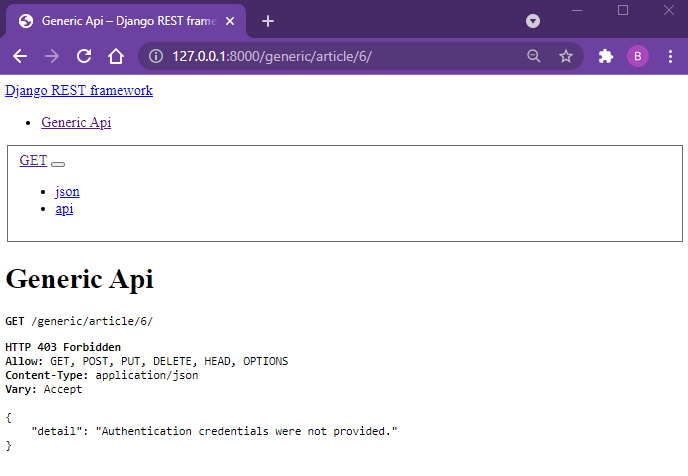 Generic Api – Django REST frame
127.0.0.1:8000/generic/article/6/
B
Django REST framework
Generic Api
GET
json
api
Generic Api
GET /generic/article/6/
HTTP 403 Forbidden
Allow: GET, POST, PUT, DELETE, HEAD, OPTIONS
Content-Type: application/json
Vary: Accept
{
"detail": "Authentication credentials were not provided."
}